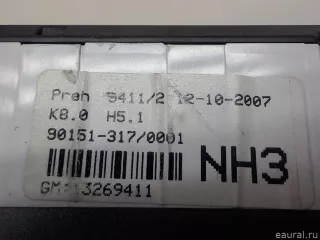 Preh 9411/2 12-10-2007
K8.0 H5.1
90151-317/0001
NH3
GM:13269411
© eaural.ru